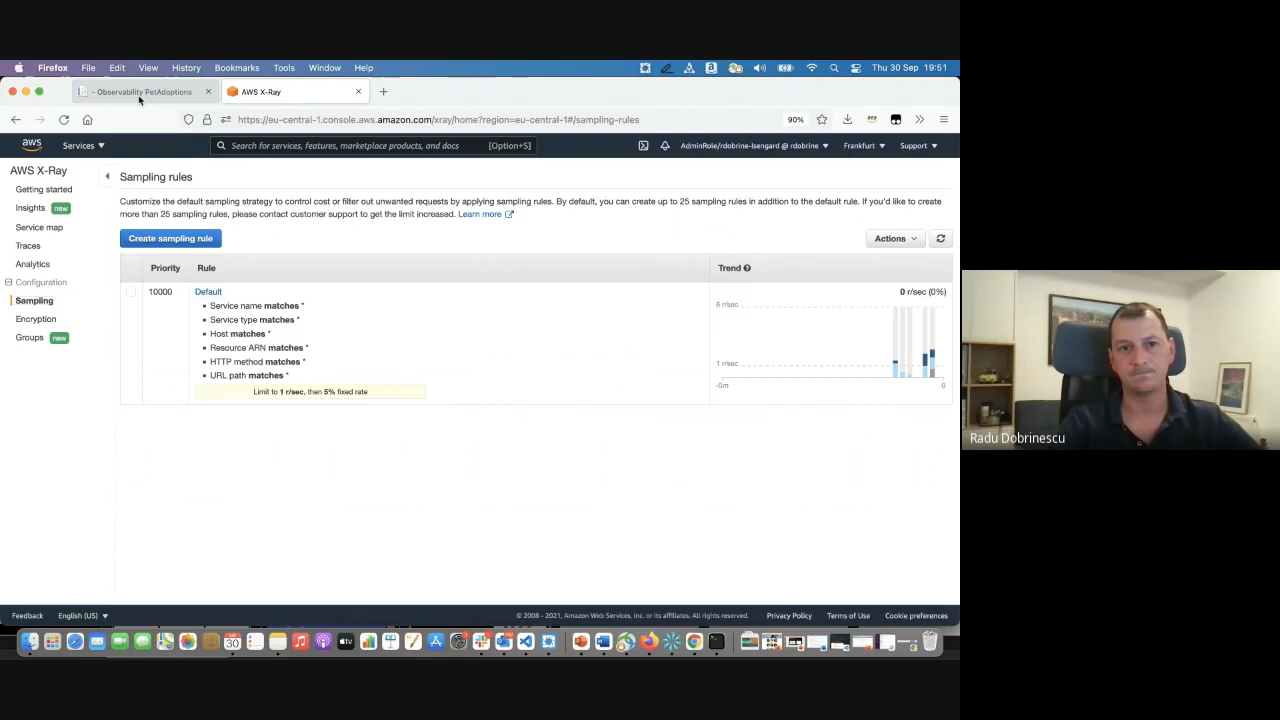 Firefox File Edit View History Bookmarks Tools Window Help Thu 30 Sep 19:51
- Observability PetAdoptions
AWS X-Ray
https://eu-central-1.console.aws.amazon.com/xray/home?region=eu-central-1#/sampling-rules 90%
aws Services Search for services, features, marketplace products, and docs [Option+S] AdminRole/rdobrine-Isengard @ rdobrine Frankfurt Support
AWS X-Ray
Getting started
Insights new
Service map
Traces
Analytics
Configuration
Sampling
Encryption
Groups new
Sampling rules
Customize the default sampling strategy to control cost or filter out unwanted requests by applying sampling rules. By default, you can create up to 25 sampling rules in addition to the default rule. If you'd like to create
more than 25 sampling rules, please contact customer support to get the limit increased. Learn more
Create sampling rule Actions
Priority Rule Trend
10000 Default 0 r/sec (0%)
Service name matches *
Service type matches *
Host matches *
Resource ARN matches *
HTTP method matches *
URL path matches *
Limit to 1 r/sec, then 5% fixed rate
6 r/sec
1 r/sec
-5m 0
Radu Dobrinescu
Feedback English (US) © 2008 - 2021, Amazon Web Services, Inc. or its affiliates. All rights reserved. Privacy Policy Terms of Use Cookie preferences